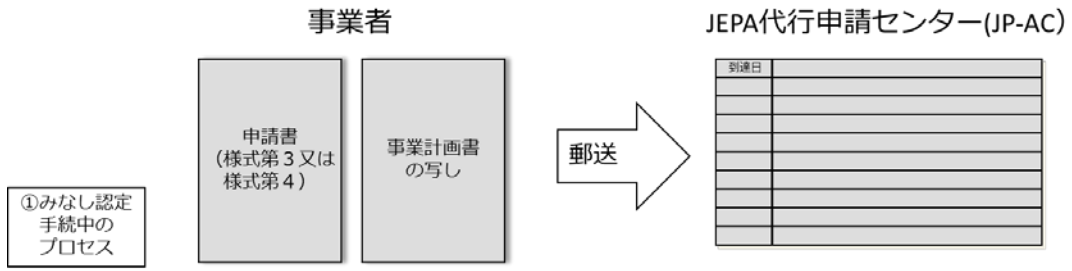 事業者
JEPA代行申請センター(JP-AC）
到達日
申請書
（様式第３又は
様式第４）
事業計画書
の写し
郵送
①みなし認定
手続中の
プロセス